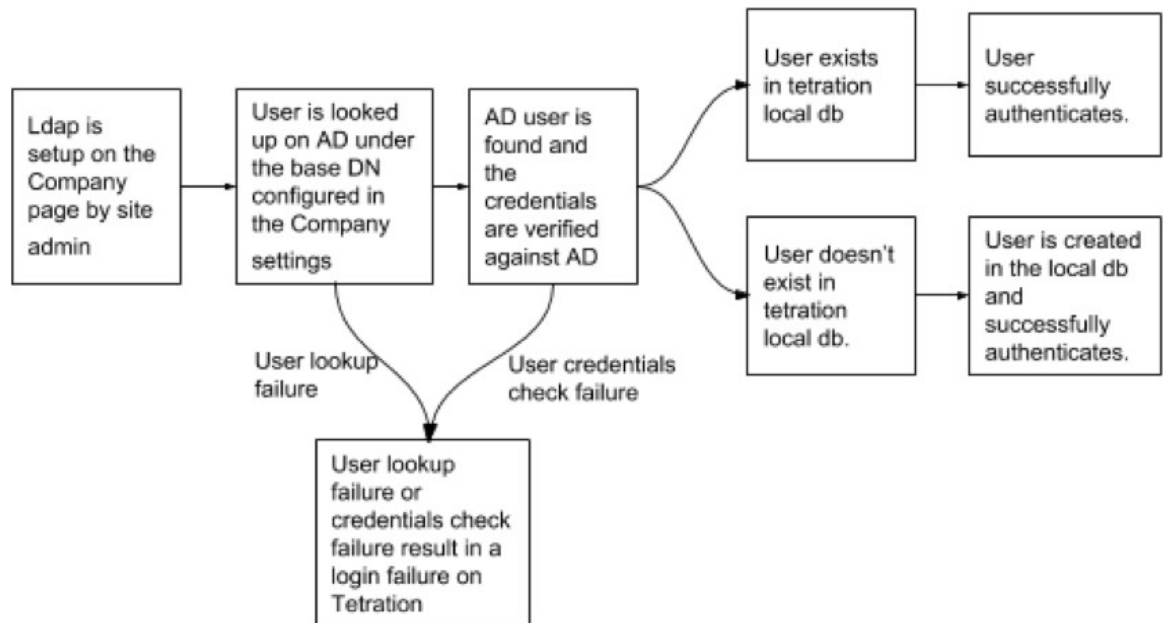 Ldap is
setup on the
Company
page by site
admin
User is looked
up on AD under
the base DN
configured in
the Company
settings
AD user is
found and
the
credentials
are verified
against AD
User exists
in tetration
local db
User
successfully
authenticates.
User doesn't
exist in
tetration
local db.
User is created
in the local db
and
successfully
authenticates.
User lookup
failure
User credentials
check failure
User lookup
failure or
credentials check
failure result in a
login failure on
Tetration